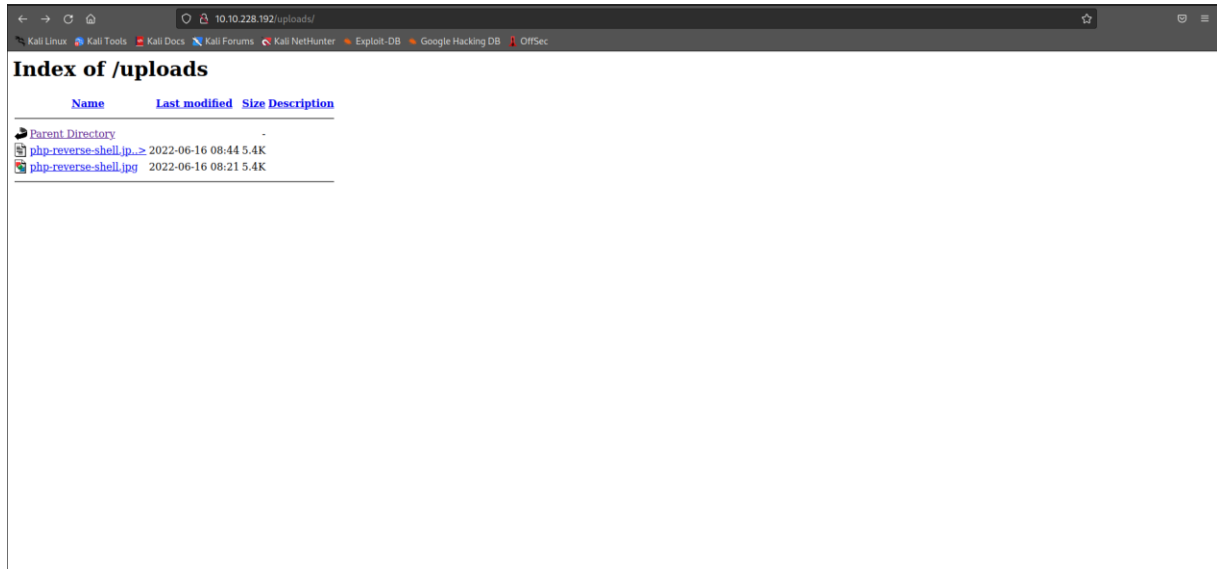 10.10.228.192/uploads/
Kali Linux Kali Tools Kali Docs Kali Forums Kali NetHunter Exploit-DB Google Hacking DB OffSec
Index of /uploads
Name Last modified Size Description
Parent Directory -
php-reverse-shell.jp..> 2022-06-16 08:44 5.4K
php-reverse-shell.jpg 2022-06-16 08:21 5.4K